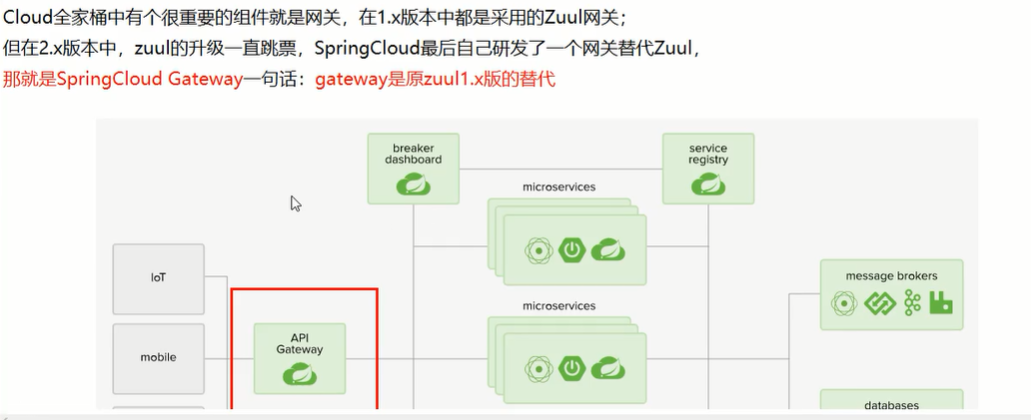 Cloud全家桶中有个很重要的组件就是网关，在1.x版本中都是采用的Zuul网关；
但在2.x版本中，zuul的升级一直跳票，SpringCloud最后自己研发了一个网关替代Zuul，
那就是SpringCloud Gateway一句话：gateway是原zuul1.x版的替代
breaker
dashboard
service
registry
microservices
IoT
message brokers
microservices
API
Gateway
mobile
databases